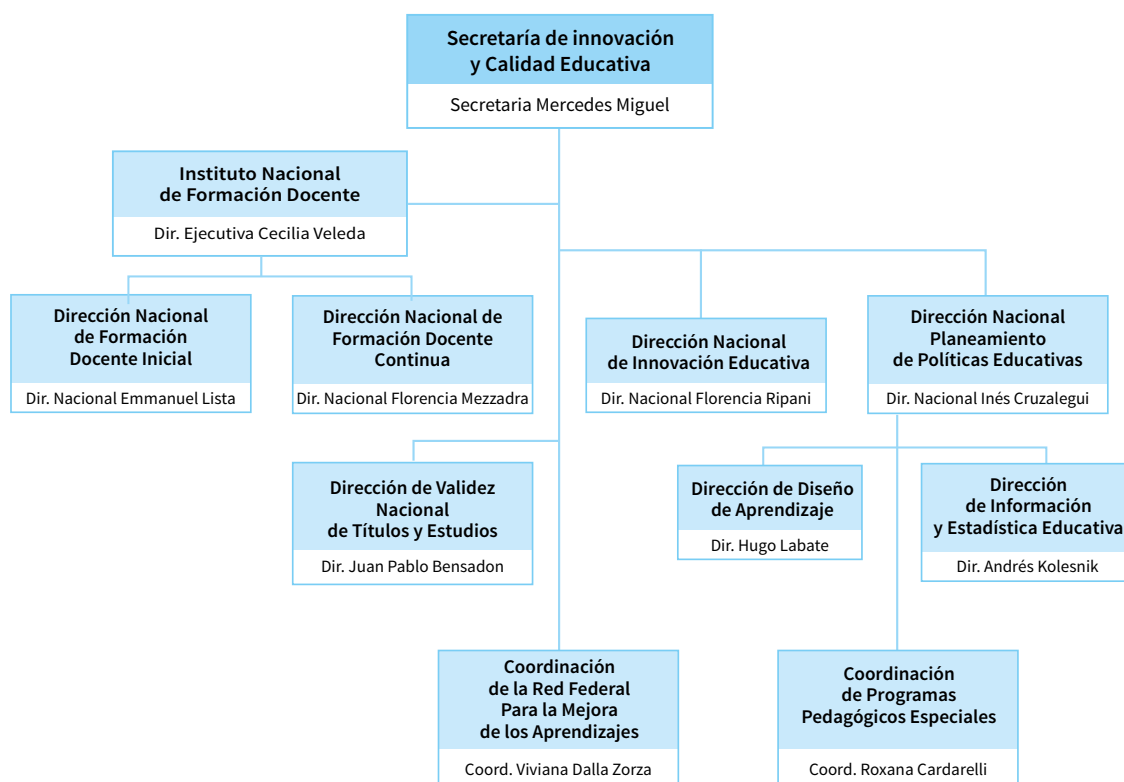 Secretaría de innovación
y Calidad Educativa
Secretaria Mercedes Miguel
Instituto Nacional
de Formación Docente
Dir. Ejecutiva Cecilia Veleda
Dirección Nacional
de Formación
Docente Inicial
Dir. Nacional Emmanuel Lista
Dirección Nacional de
Formación Docente
Continua
Dir. Nacional Florencia Mezzadra
Dirección Nacional
de Innovación Educativa
Dir. Nacional Florencia Ripani
Dirección Nacional
Planeamiento
de Políticas Educativas
Dir. Nacional Inés Cruzalegui
Dirección de Validez
Nacional
de Títulos y Estudios
Dir. Juan Pablo Bensadon
Dirección de Diseño
de Aprendizaje
Dir. Hugo Labate
Dirección
de Información
y Estadística Educativa
Dir. Andrés Kolesnik
Coordinación
de la Red Federal
Para la Mejora
de los Aprendizajes
Coord. Viviana Dalla Zorza
Coordinación
de Programas
Pedagógicos Especiales
Coord. Roxana Cardarelli